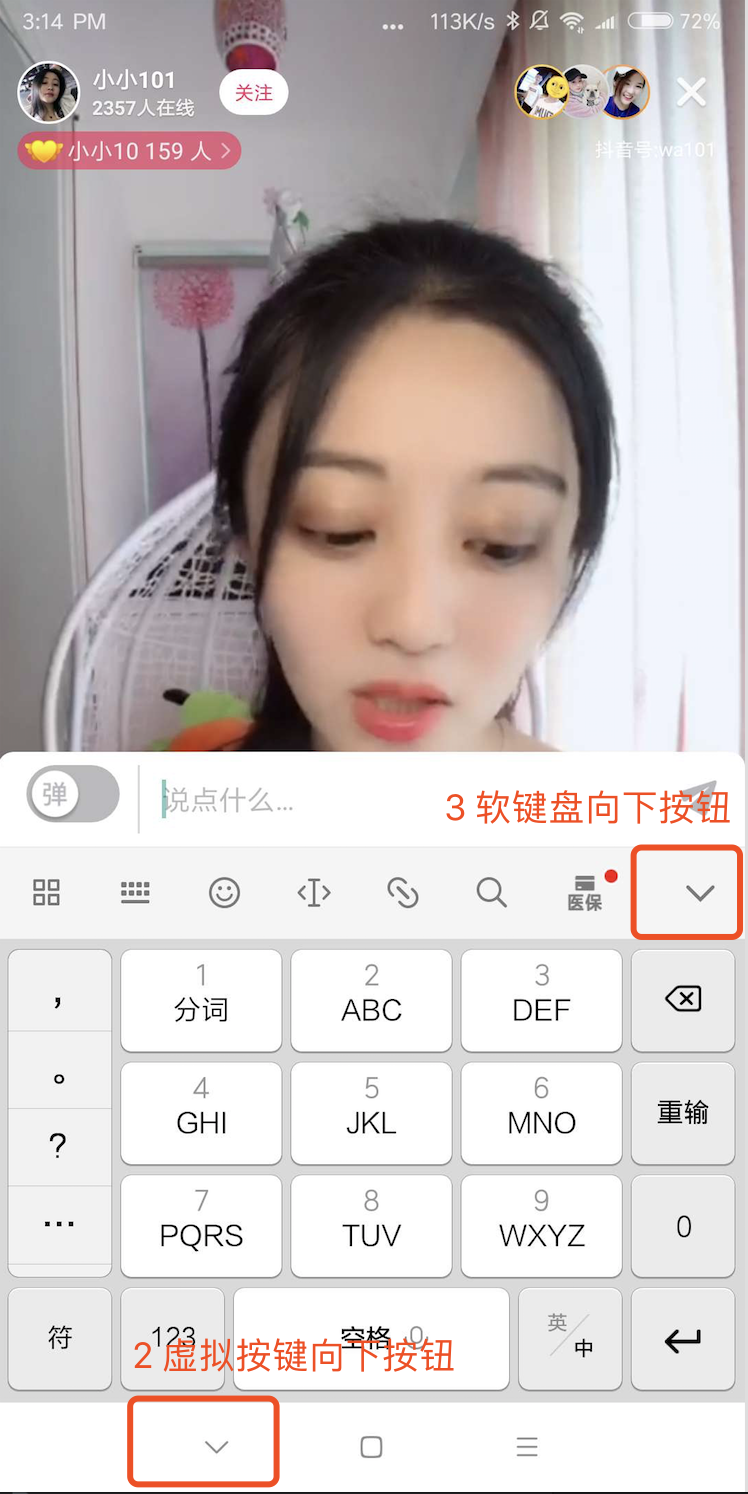 3:14 PM ... 113K/s 72%
小小101
2357人在线
关注
小小10 159 人 >
抖音号:wa101
弹
说点什么...
3 软键盘向下按钮
医保
,
1
分词
2
ABC
3
DEF
。
4
GHI
5
JKL
6
MNO
重输
?
7
PQRS
8
TUV
9
WXYZ
0
...
符
123
空格
英/中
2 虚拟按键向下按钮